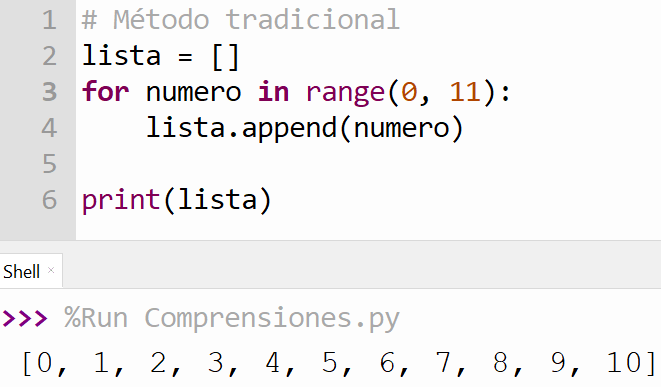 1 # Método tradicional
2 lista = []
3 for numero in range(0, 11):
4     lista.append(numero)
5
6 print(lista)
Shell ×
>>> %Run Comprensiones.py
[0, 1, 2, 3, 4, 5, 6, 7, 8, 9, 10]